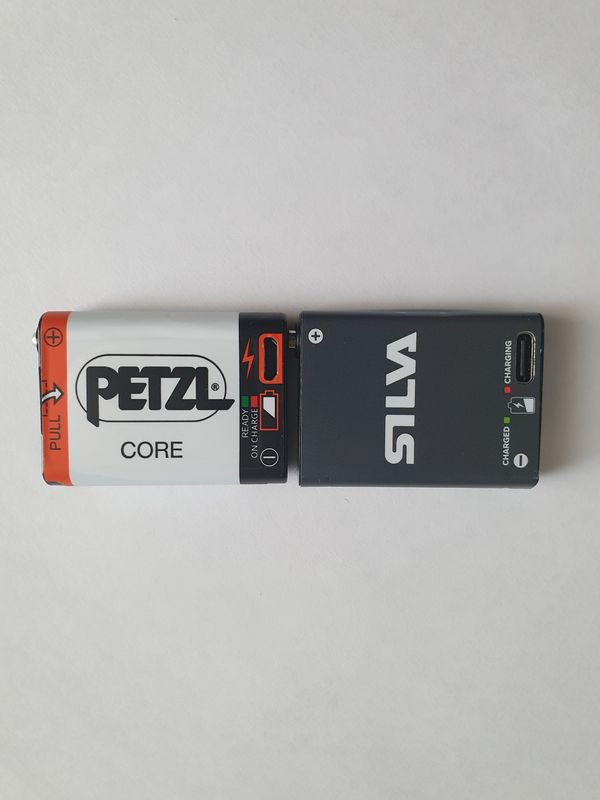 PULL
PETZL®
CORE
READY
ON CHARGE
SILVA
CHARGED
CHARGING